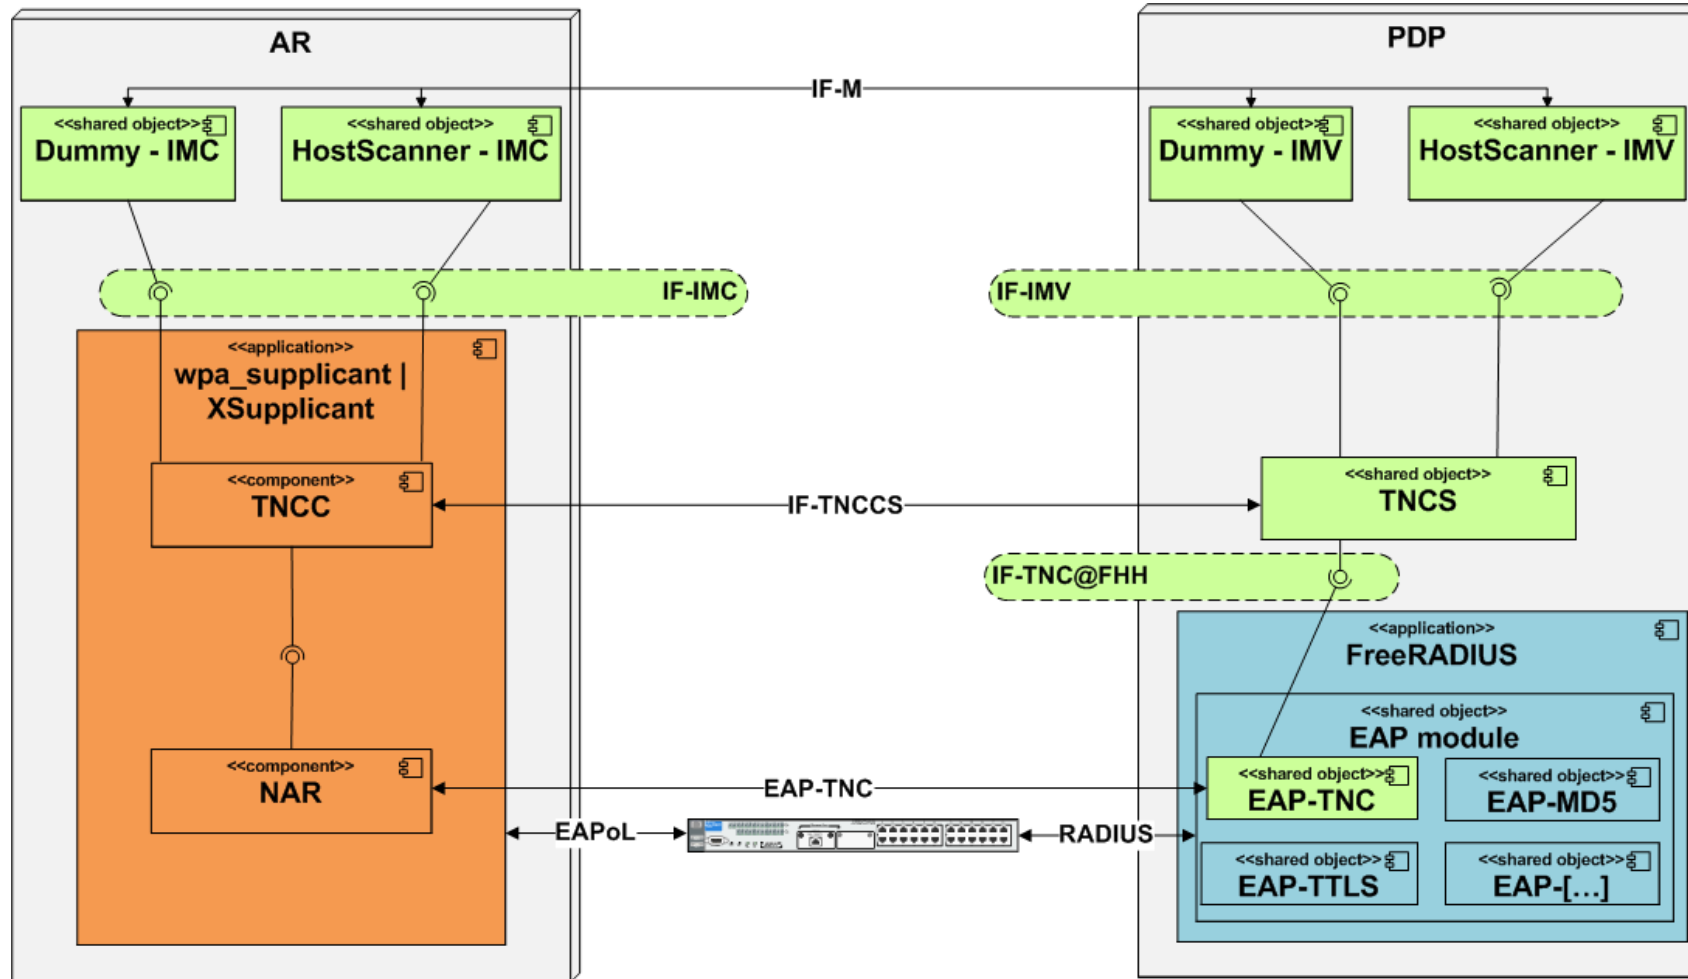 AR
PDP
IF-M
<<shared object>>
Dummy - IMC
<<shared object>>
HostScanner - IMC
<<shared object>>
Dummy - IMV
<<shared object>>
HostScanner - IMV
IF-IMC
IF-IMV
<<application>>
wpa_supplicant |
XSupplicant
<<component>>
TNCC
IF-TNCCS
<<shared object>>
TNCS
IF-TNC@FHH
<<application>>
FreeRADIUS
<<shared object>>
EAP module
<<component>>
NAR
EAP-TNC
<<shared object>>
EAP-TNC
<<shared object>>
EAP-MD5
EAPoL
RADIUS
<<shared object>>
EAP-TTLS
<<shared object>>
EAP-[...]